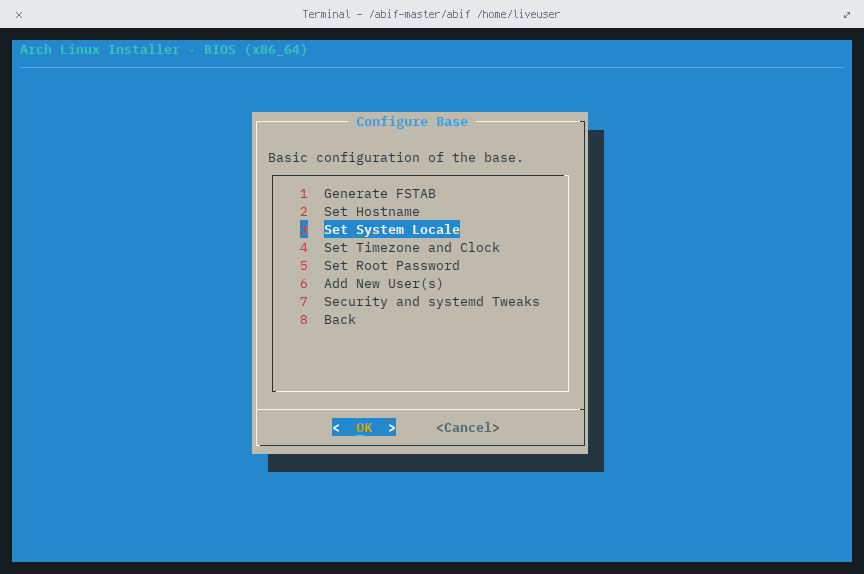 Terminal - /abif-master/abif /home/liveuser
Arch Linux Installer - BIOS (x86_64)
Configure Base
Basic configuration of the base.
1 Generate FSTAB
2 Set Hostname
3 Set System Locale
4 Set Timezone and Clock
5 Set Root Password
6 Add New User(s)
7 Security and systemd Tweaks
8 Back
< OK > <Cancel>